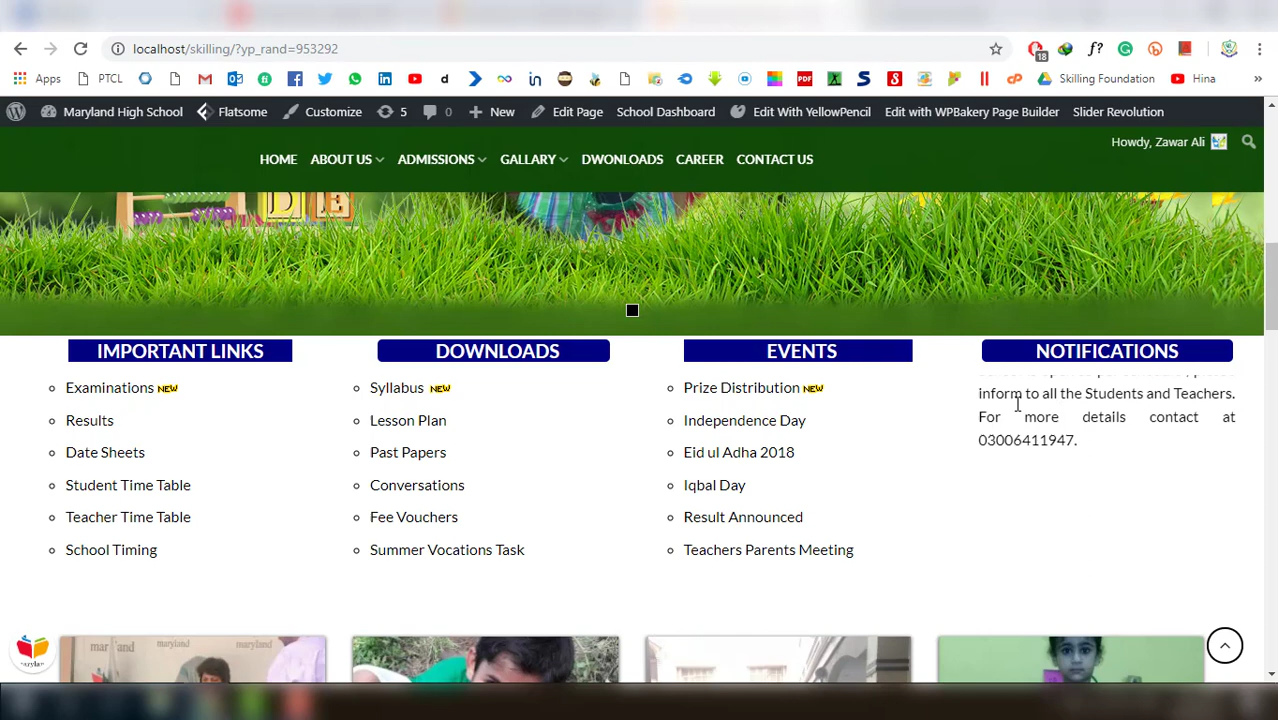 localhost/skilling/?yp_rand=953292
18
Apps PTCL Skilling Foundation Hina
Maryland High School Flatsome Customize 5 0 New Edit Page School Dashboard Edit With YellowPencil Edit with WPBakery Page Builder Slider Revolution
Howdy, Zawar Ali
HOME ABOUT US ADMISSIONS GALLARY DWONLOADS CAREER CONTACT US
IMPORTANT LINKS
Examinations NEW
Results
Date Sheets
Student Time Table
Teacher Time Table
School Timing
DOWNLOADS
Syllabus NEW
Lesson Plan
Past Papers
Conversations
Fee Vouchers
Summer Vocations Task
EVENTS
Prize Distribution NEW
Independence Day
Eid ul Adha 2018
Iqbal Day
Result Announced
Teachers Parents Meeting
NOTIFICATIONS
inform to all the Students and Teachers.
For more details contact at
03006411947.
maryland